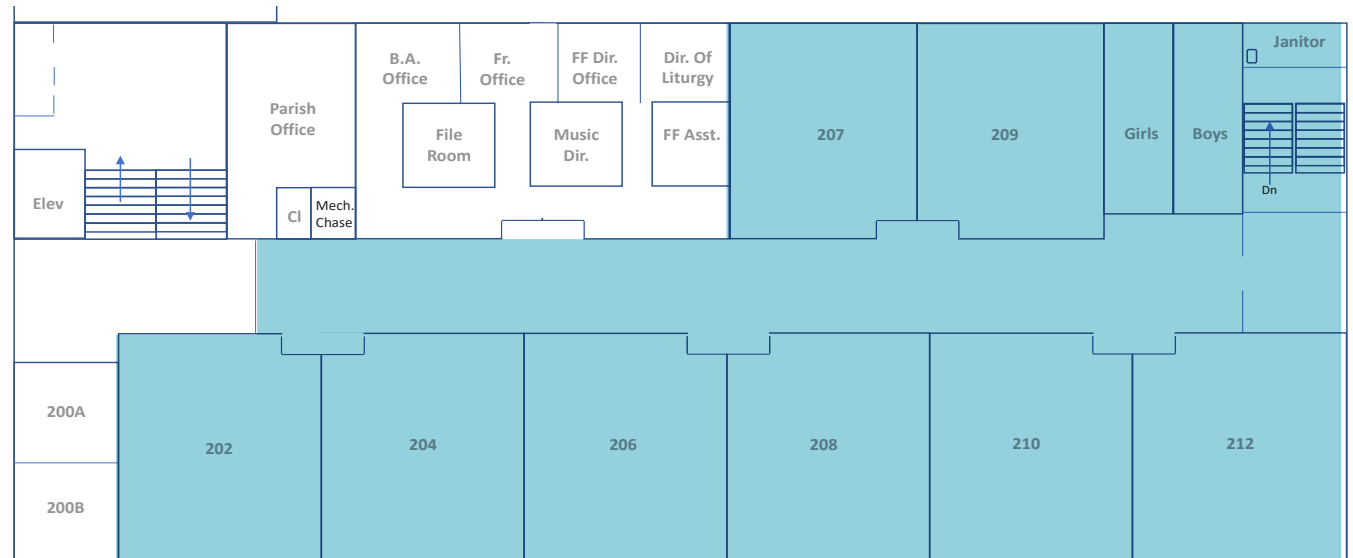 B.A.
Office
Fr.
Office
FF Dir.
Office
Dir. Of
Liturgy
Janitor
Parish
Office
File
Room
Music
Dir.
FF Asst.
207
209
Girls
Boys
Elev
Cl
Mech.
Chase
Dn
200A
200B
202
204
206
208
210
212